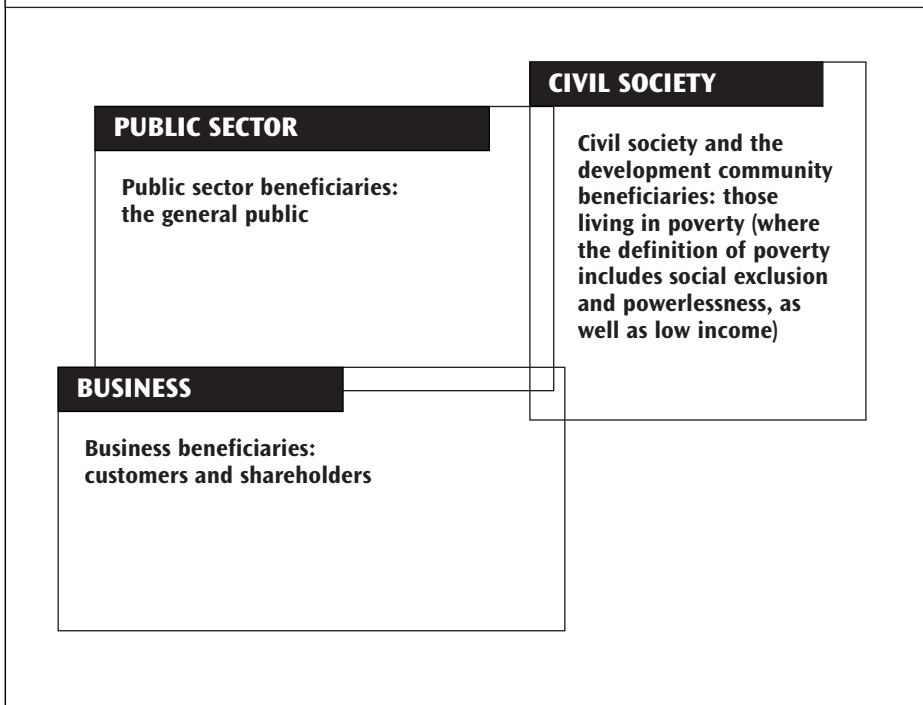 PUBLIC SECTOR
Public sector beneficiaries:
the general public
CIVIL SOCIETY
Civil society and the
development community
beneficiaries: those
living in poverty (where
the definition of poverty
includes social exclusion
and powerlessness, as
well as low income)
BUSINESS
Business beneficiaries:
customers and shareholders